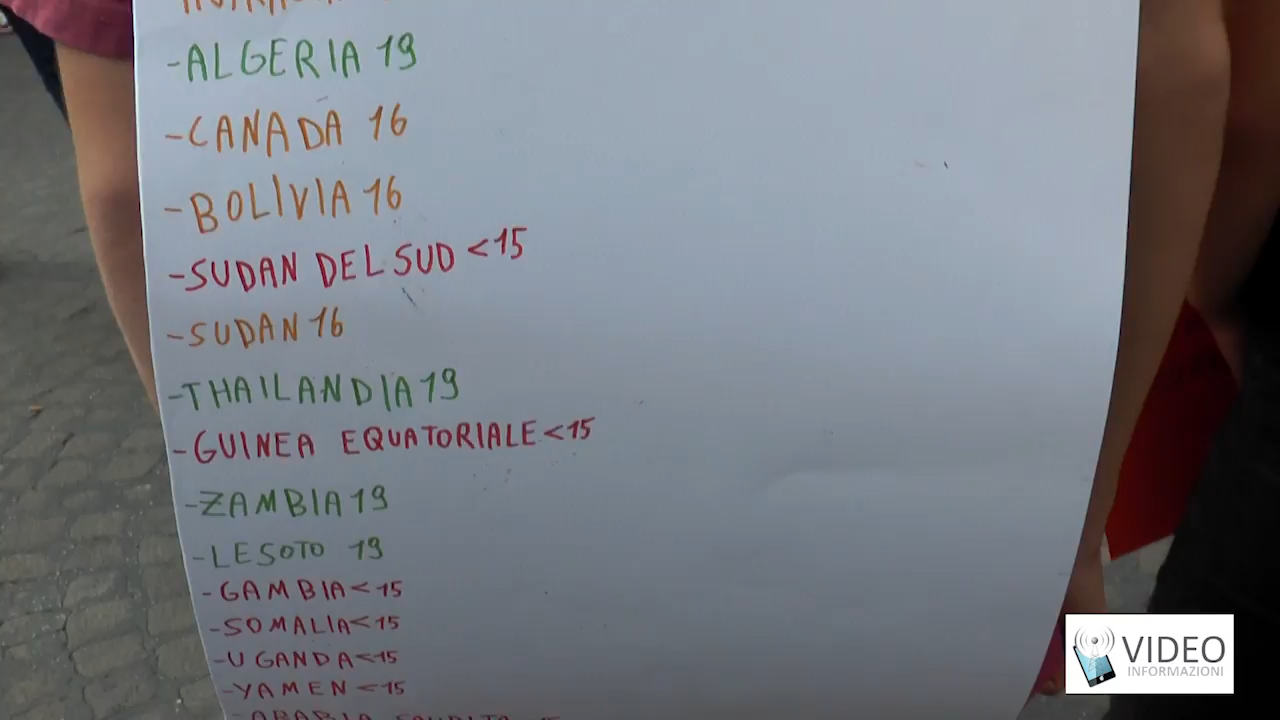 -ALGERIA 19
-CANADA 16
-BOLIVIA 16
-SUDAN DEL SUD <15
-SUDAN 16
-THAILANDIA 19
-GUINEA EQUATORIALE <15
-ZAMBIA 19
-LESOTO 19
-GAMBIA <15
-SOMALIA <15
-UGANDA <15
-YAMEN <15
VIDEO
INFORMAZIONI